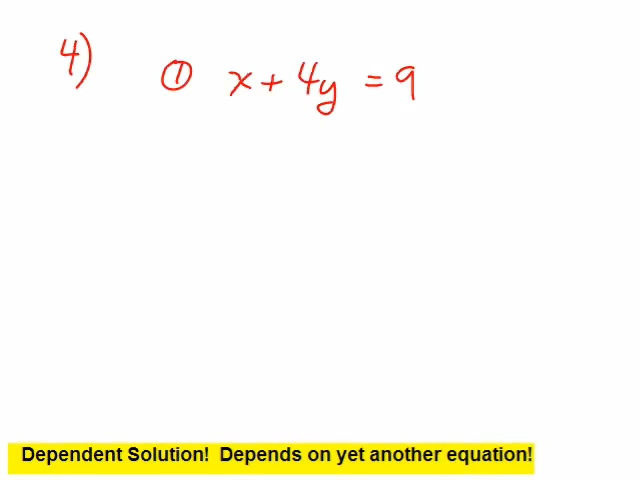 4) ① x + 4y = 9
Dependent Solution! Depends on yet another equation!